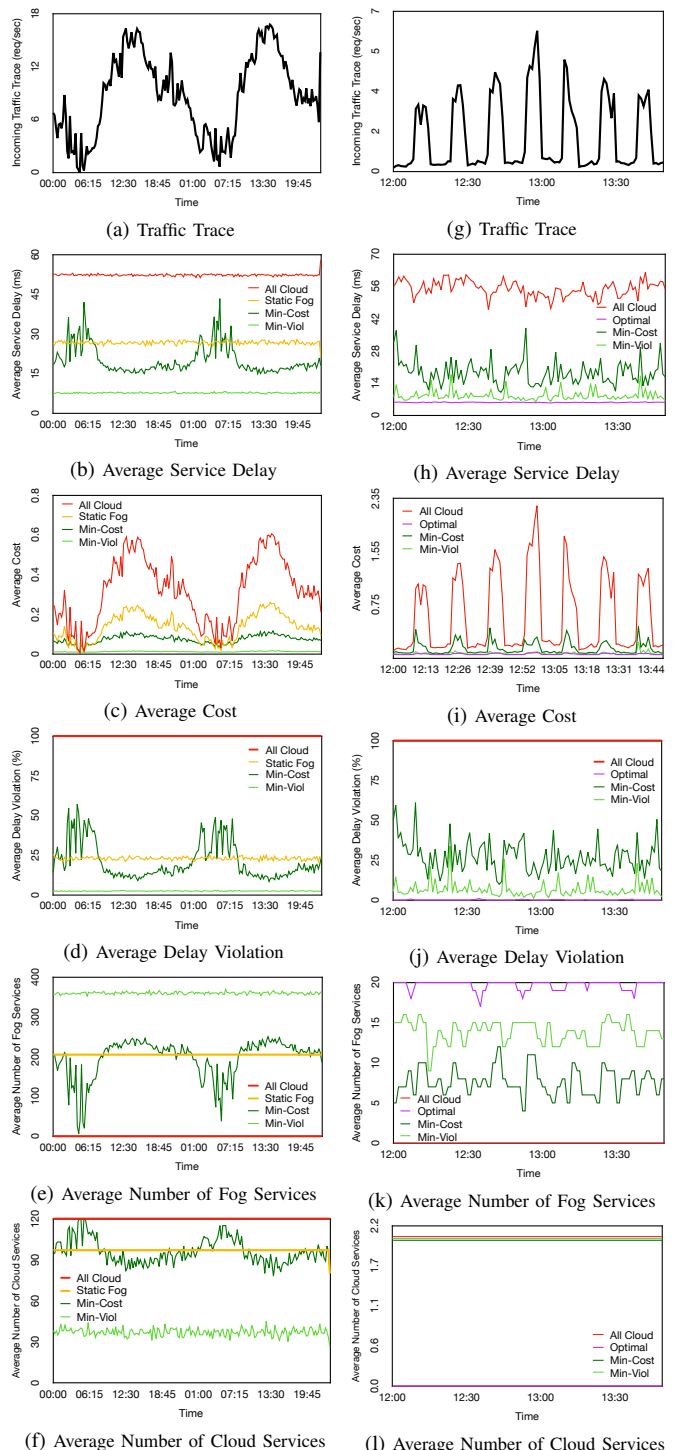 Incoming Traffic Trace (req/sec)
18
12
6
0
00:00 06:15 12:30 18:45 01:00 07:15 13:30 19:45
Time
(a) Traffic Trace
Average Service Delay (ms)
60
45
30
15
0
All Cloud
Static Fog
Min-Cost
Min-Viol
00:00 06:15 12:30 18:45 01:00 07:15 13:30 19:45
Time
(b) Average Service Delay
Average Cost
0.8
0.6
0.4
0.2
0
All Cloud
Static Fog
Min-Cost
Min-Viol
00:00 06:15 12:30 18:45 01:00 07:15 13:30 19:45
Time
(c) Average Cost
Average Delay Violation (%)
100
75
50
25
0
All Cloud
Static Fog
Min-Cost
Min-Viol
00:00 06:15 12:30 18:45 01:00 07:15 13:30 19:45
Time
(d) Average Delay Violation
Average Number of Fog Services
400
300
200
100
0
All Cloud
Static Fog
Min-Cost
Min-Viol
00:00 06:15 12:30 18:45 01:00 07:15 13:30 19:45
Time
(e) Average Number of Fog Services
Average Number of Cloud Services
120
90
60
30
0
All Cloud
Static Fog
Min-Cost
Min-Viol
00:00 06:15 12:30 18:45 01:00 07:15 13:30 19:45
Time
(f) Average Number of Cloud Services
Incoming Traffic Trace (req/sec)
7
6
4
2
0
12:00 12:30 13:00 13:30
Time
(g) Traffic Trace
Average Service Delay (ms)
70
56
42
28
14
0
All Cloud
Optimal
Min-Cost
Min-Viol
12:00 12:30 13:00 13:30
Time
(h) Average Service Delay
Average Cost
2.35
1.55
0.75
All Cloud
Optimal
Min-Cost
Min-Viol
12:00 12:13 12:26 12:39 12:52 13:05 13:18 13:31 13:44
Time
(i) Average Cost
Average Delay Violation (%)
100
75
50
25
0
All Cloud
Optimal
Min-Cost
Min-Viol
12:00 12:30 13:00 13:30
Time
(j) Average Delay Violation
Average Number of Fog Services
20
15
10
5
0
All Cloud
Optimal
Min-Cost
Min-Viol
12:00 12:30 13:00 13:30
Time
(k) Average Number of Fog Services
Average Number of Cloud Services
2.2
1.7
1.1
0.6
0.0
All Cloud
Optimal
Min-Cost
Min-Viol
12:00 12:30 13:00 13:30
Time
(l) Average Number of Cloud Services